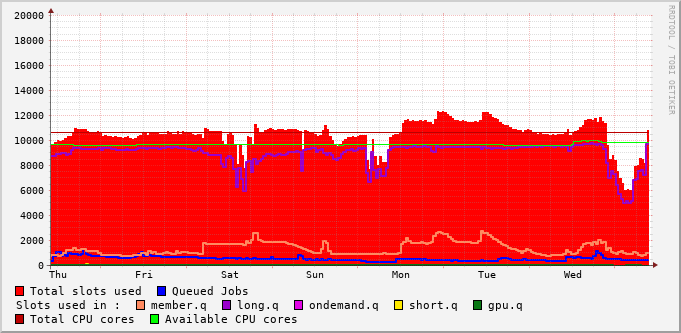 20000
18000
16000
14000
12000
10000
8000
6000
4000
2000
0
Thu Fri Sat Sun Mon Tue Wed
RRDTOOL / TOBI OETIKER
Total slots used Queued Jobs
Slots used in : member.q long.q ondemand.q short.q gpu.q
Total CPU cores Available CPU cores